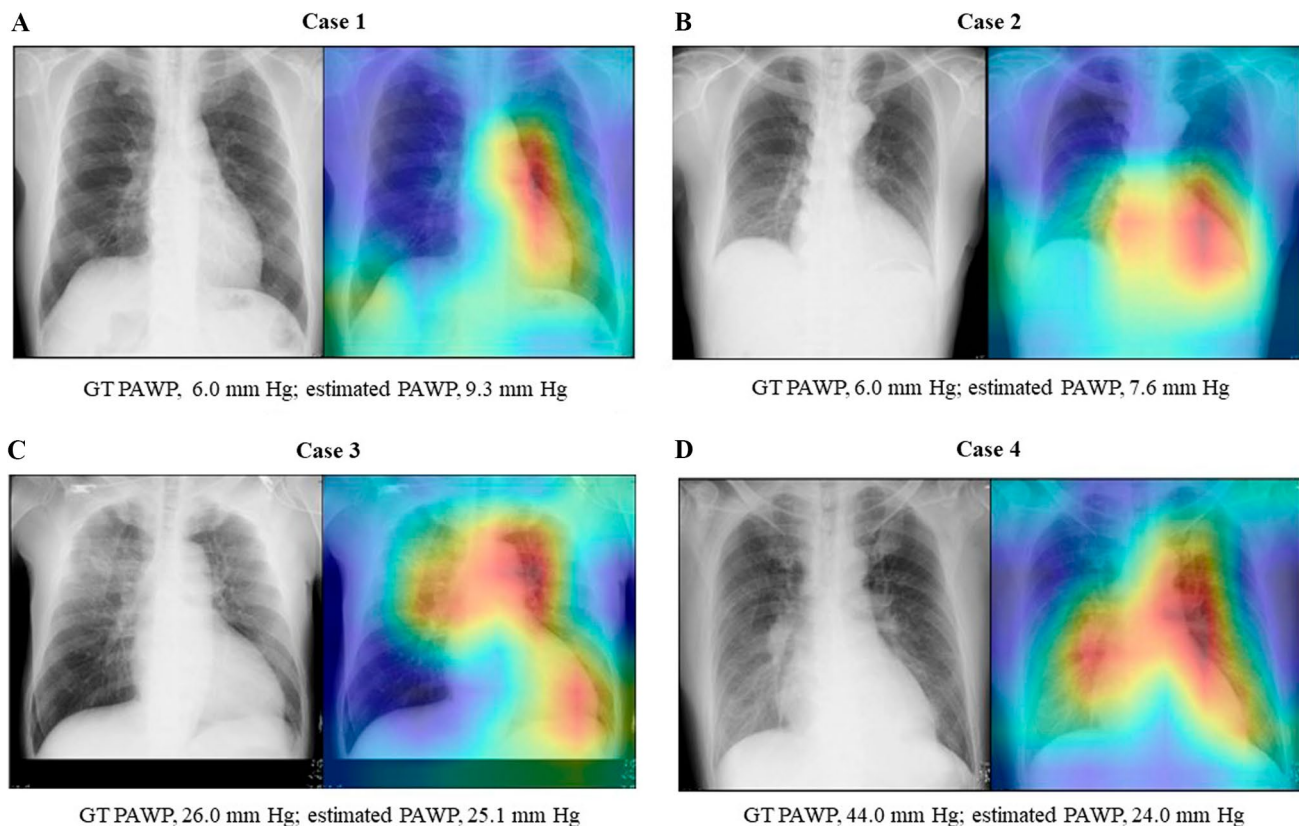 A Case 1
B Case 2
GT PAWP, 6.0 mm Hg; estimated PAWP, 9.3 mm Hg
GT PAWP, 6.0 mm Hg; estimated PAWP, 7.6 mm Hg
C Case 3
D Case 4
GT PAWP, 26.0 mm Hg; estimated PAWP, 25.1 mm Hg
GT PAWP, 44.0 mm Hg; estimated PAWP, 24.0 mm Hg